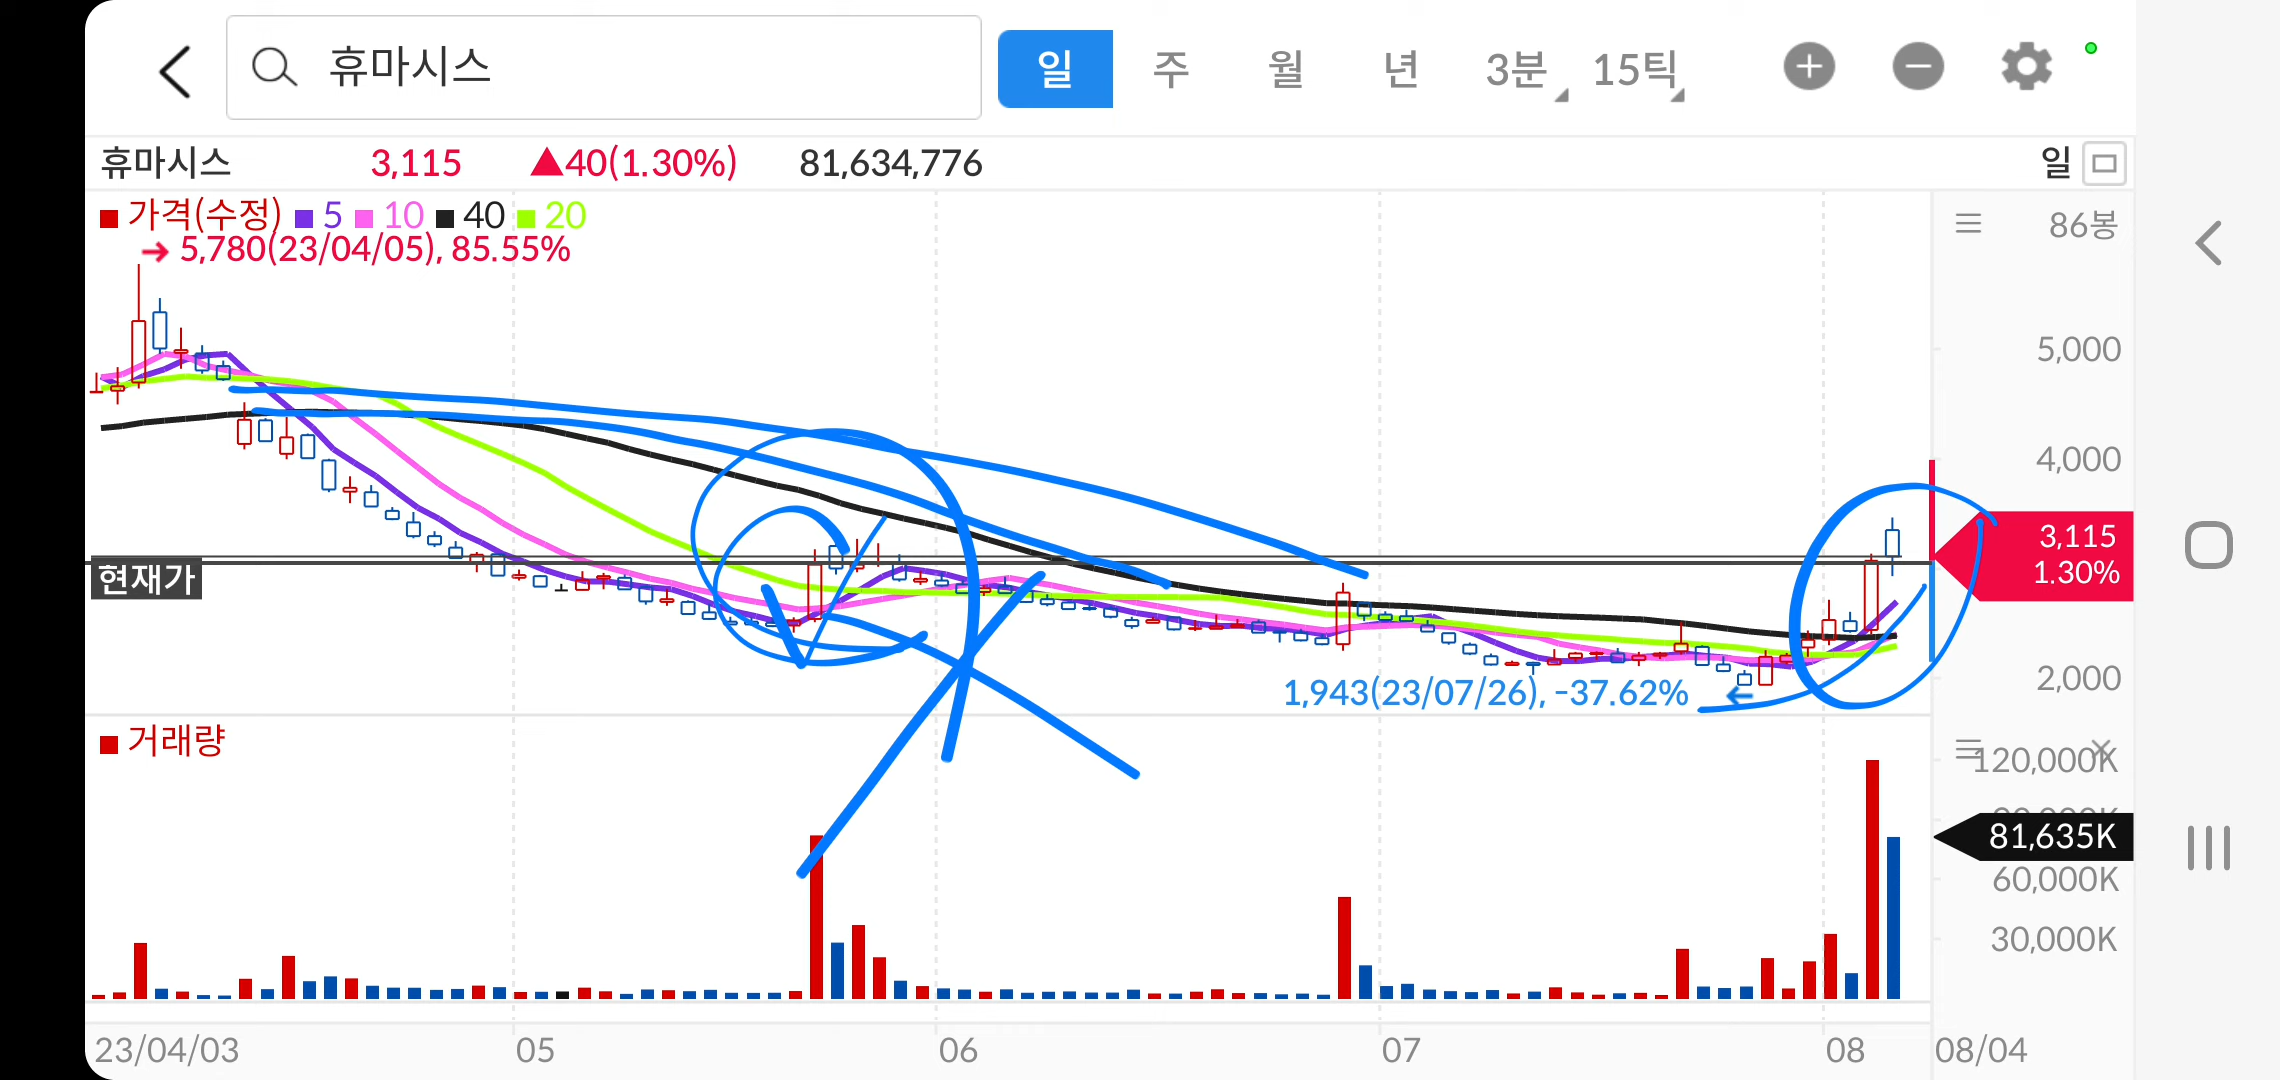 휴마시스
일 주 월 년 3분 15틱
휴마시스 3,115 ▲40(1.30%) 81,634,776 일
가격(수정) 5 10 40 20
86봉
→ 5,780(23/04/05), 85.55%
5,000
4,000
3,115
1.30%
현재가
2,000
1,943(23/07/26), -37.62% ←
거래량
120,000K
81,635K
60,000K
30,000K
23/04/03 05 06 07 08 08/04